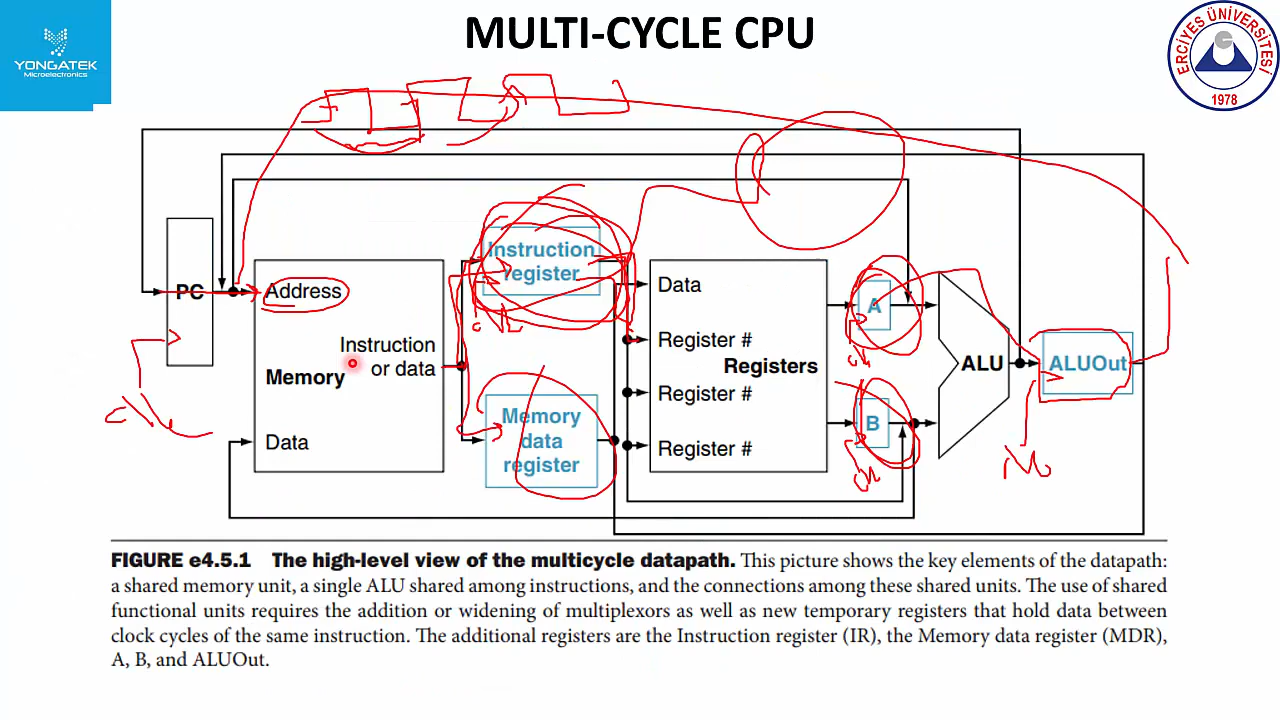 MULTI-CYCLE CPU
YONGATEK
Microelectronics
ERCİYES ÜNİVERSİTESİ
1978
PC
Address
Instruction
or data
Memory
Data
Instruction
register
Memory
data
register
Data
Register #
Registers
Register #
Register #
A
B
ALU
ALUOut
FIGURE e4.5.1 The high-level view of the multicycle datapath. This picture shows the key elements of the datapath:
a shared memory unit, a single ALU shared among instructions, and the connections among these shared units. The use of shared
functional units requires the addition or widening of multiplexors as well as new temporary registers that hold data between
clock cycles of the same instruction. The additional registers are the Instruction register (IR), the Memory data register (MDR),
A, B, and ALUOut.